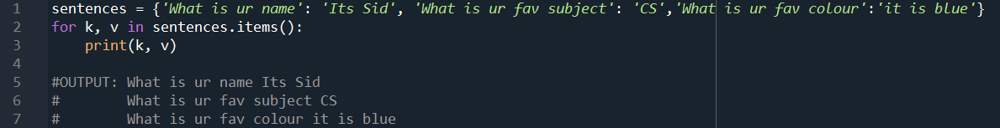 1 sentences = {'What is ur name': 'Its Sid', 'What is ur fav subject': 'CS','What is ur fav colour':'it is blue'}
2 for k, v in sentences.items():
3     print(k, v)
4
5 #OUTPUT: What is ur name Its Sid
6 #        What is ur fav subject CS
7 #        What is ur fav colour it is blue